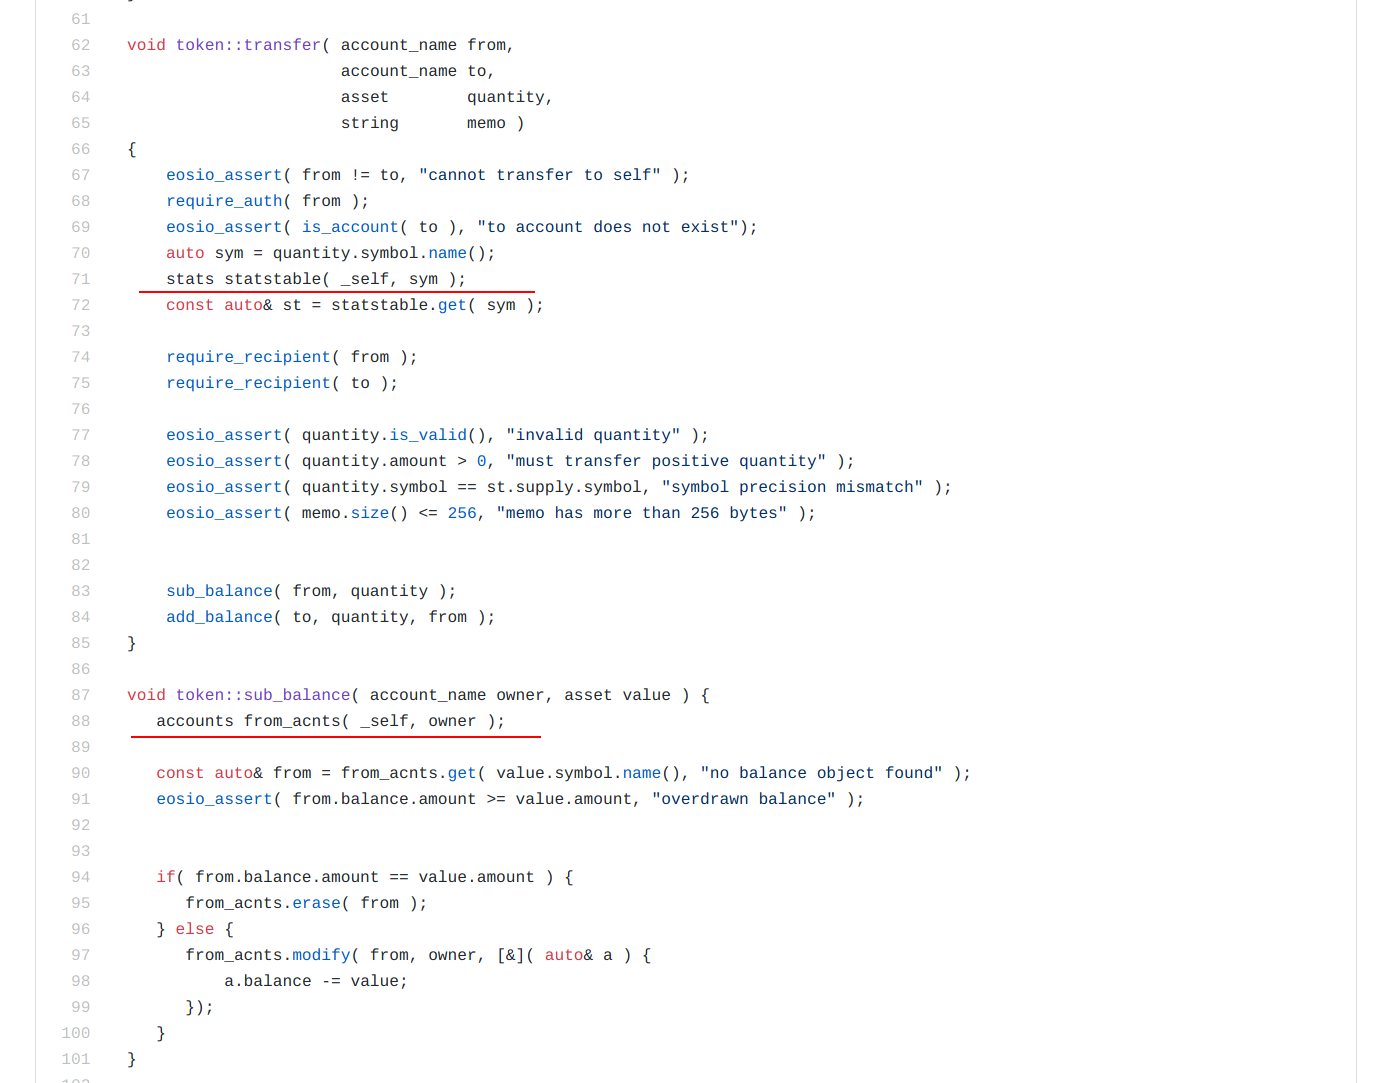 61
62 void token::transfer( account_name from,
63                       account_name to,
64                       asset        quantity,
65                       string       memo )
66 {
67     eosio_assert( from != to, "cannot transfer to self" );
68     require_auth( from );
69     eosio_assert( is_account( to ), "to account does not exist");
70     auto sym = quantity.symbol.name();
71     stats statstable( _self, sym );
72     const auto& st = statstable.get( sym );
73
74     require_recipient( from );
75     require_recipient( to );
76
77     eosio_assert( quantity.is_valid(), "invalid quantity" );
78     eosio_assert( quantity.amount > 0, "must transfer positive quantity" );
79     eosio_assert( quantity.symbol == st.supply.symbol, "symbol precision mismatch" );
80     eosio_assert( memo.size() <= 256, "memo has more than 256 bytes" );
81
82
83     sub_balance( from, quantity );
84     add_balance( to, quantity, from );
85 }
86
87 void token::sub_balance( account_name owner, asset value ) {
88    accounts from_acnts( _self, owner );
89
90    const auto& from = from_acnts.get( value.symbol.name(), "no balance object found" );
91    eosio_assert( from.balance.amount >= value.amount, "overdrawn balance" );
92
93
94    if( from.balance.amount == value.amount ) {
95       from_acnts.erase( from );
96    } else {
97       from_acnts.modify( from, owner, [&]( auto& a ) {
98           a.balance -= value;
99       });
100    }
101 }